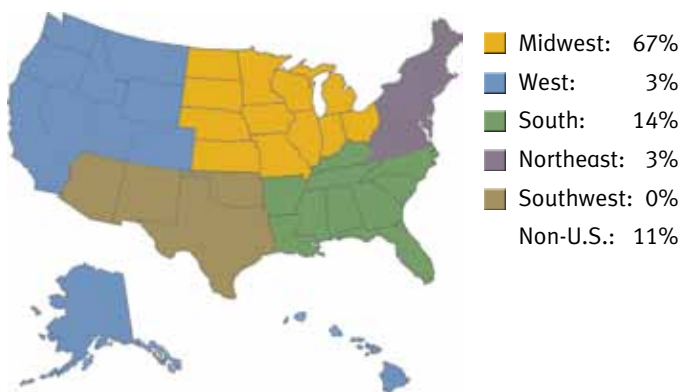 Midwest: 67%
West: 3%
South: 14%
Northeast: 3%
Southwest: 0%
Non-U.S.: 11%